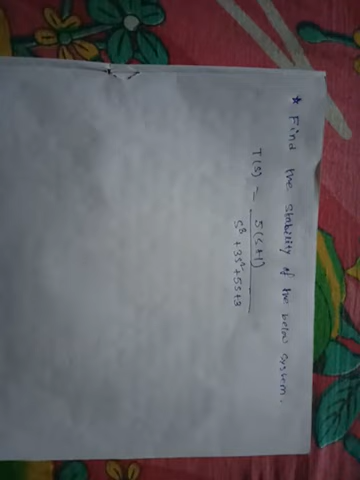 * Find the Stability of the below system.
T(s) = 5(s+1)
s³ + 3s² + 5s + 3